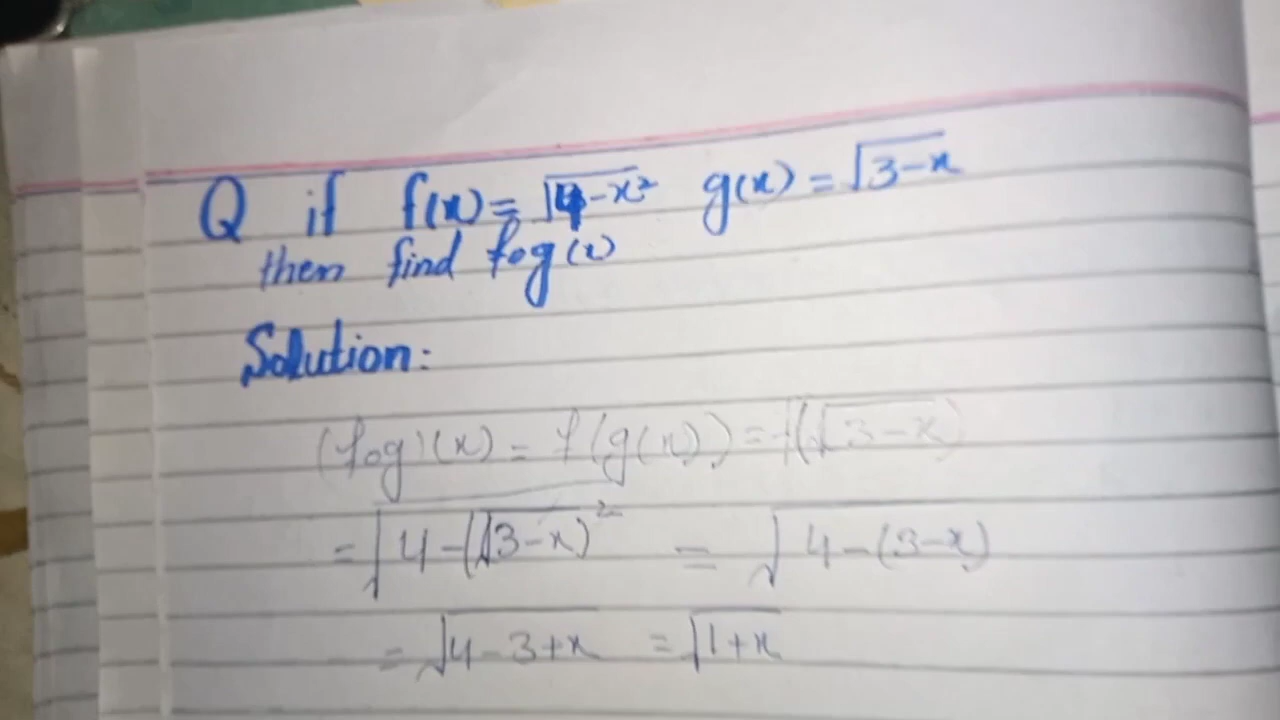 Q if f(x) = √4-x² g(x) = √3-x
then find fog(x)
Solution:
(fog)(x) = f(g(x)) = f(√3-x)
= √4-(√3-x)² = √4-(3-x)
= √4-3+x = √1+x